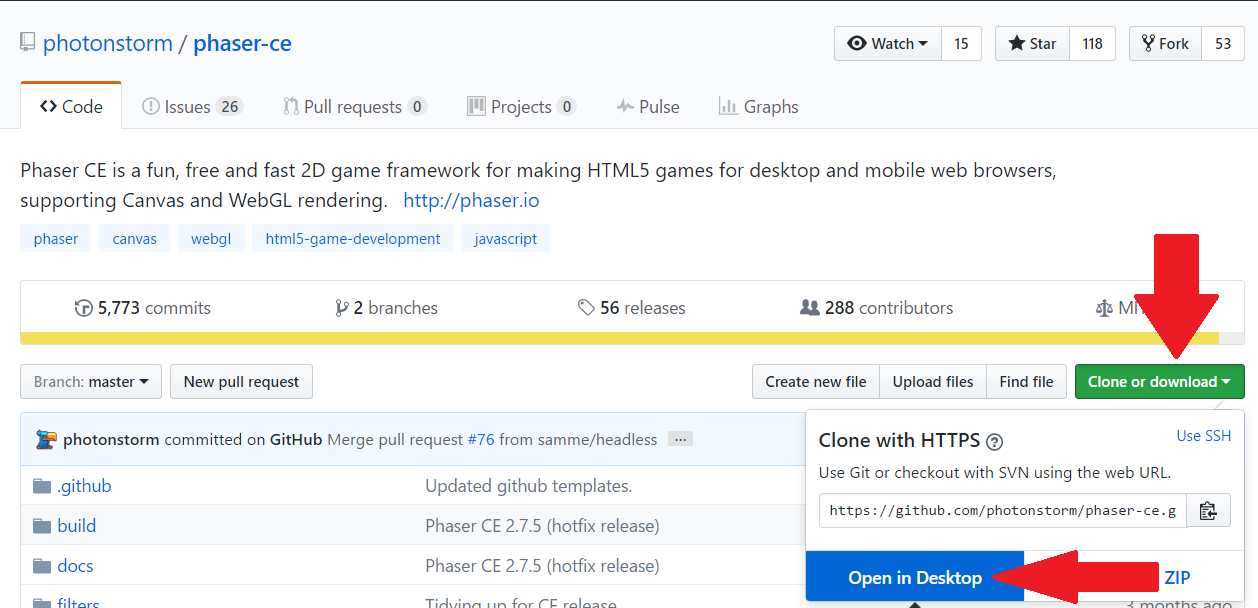 photonstorm / phaser-ce
Watch 15 Star 118 Fork 53
Code Issues 26 Pull requests 0 Projects 0 Pulse Graphs
Phaser CE is a fun, free and fast 2D game framework for making HTML5 games for desktop and mobile web browsers,
supporting Canvas and WebGL rendering. http://phaser.io
phaser canvas webgl html5-game-development javascript
5,773 commits 2 branches 56 releases 288 contributors
Branch: master New pull request Create new file Upload files Find file Clone or download
photonstorm committed on GitHub Merge pull request #76 from samme/headless ...
Clone with HTTPS ? Use SSH
Use Git or checkout with SVN using the web URL.
https://github.com/photonstorm/phaser-ce.g
.github Updated github templates.
build Phaser CE 2.7.5 (hotfix release)
docs Phaser CE 2.7.5 (hotfix release)
Open in Desktop ZIP
filters Tidying up for CE release 3 months ago